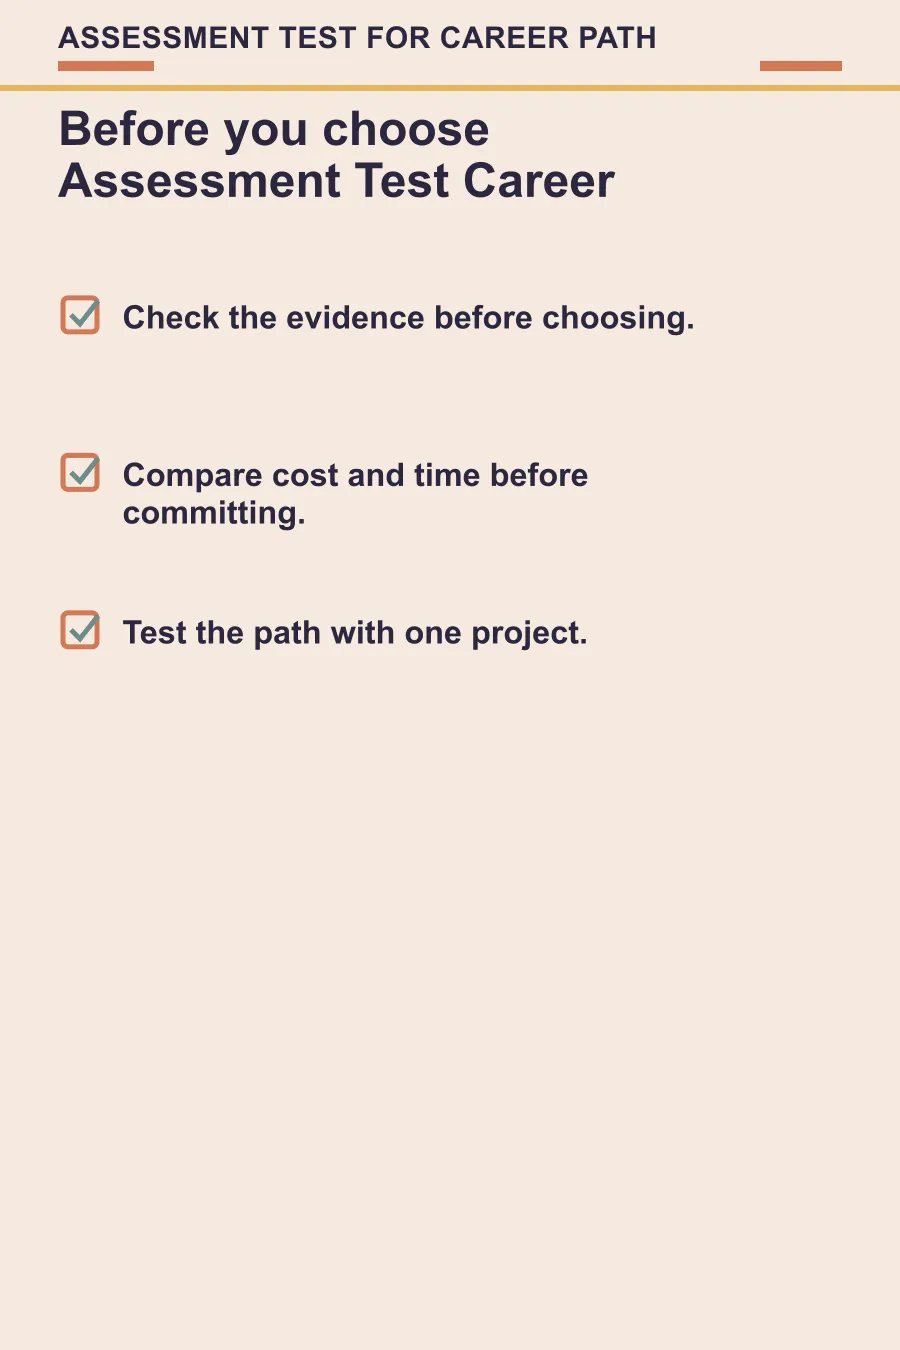 ASSESSMENT TEST FOR CAREER PATH
Before you choose
Assessment Test Career
Check the evidence before choosing.
Compare cost and time before
committing.
Test the path with one project.